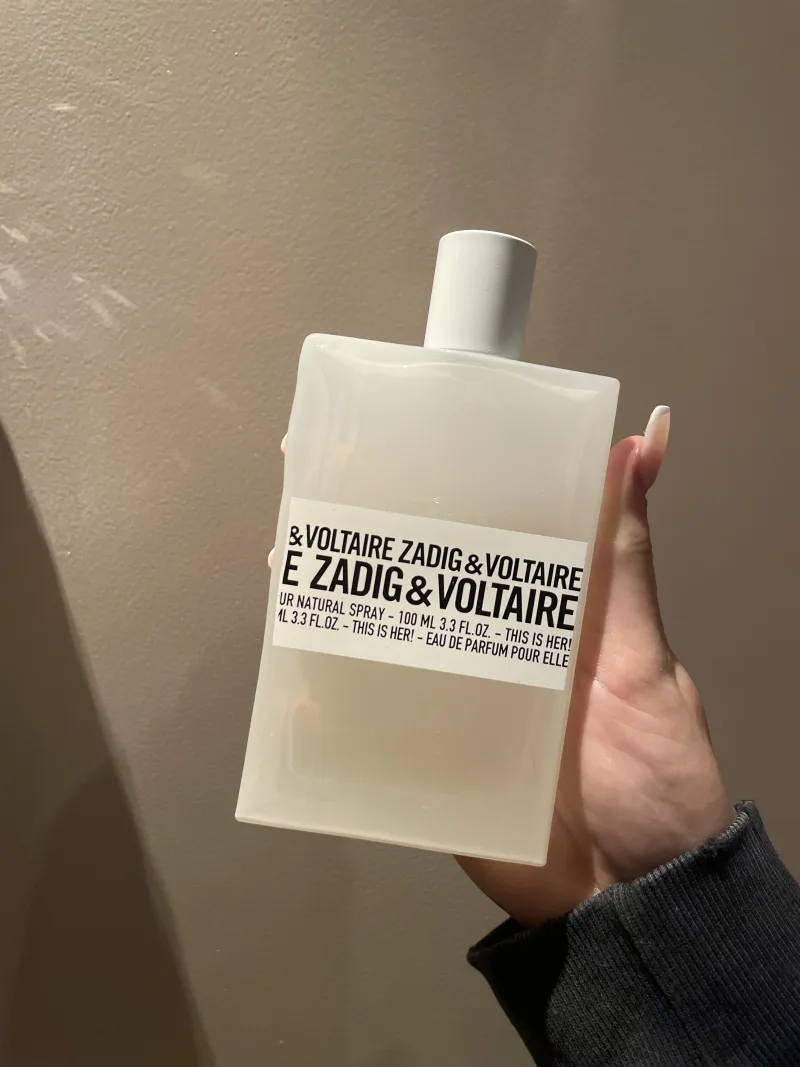 &VOLTAIRE ZADIG&VOLTAIRE
E ZADIG&VOLTAIRE
UR NATURAL SPRAY - 100 ML 3.3 FL.OZ. - THIS IS HER!
ML 3.3 FL.OZ. - THIS IS HER! - EAU DE PARFUM POUR ELLE